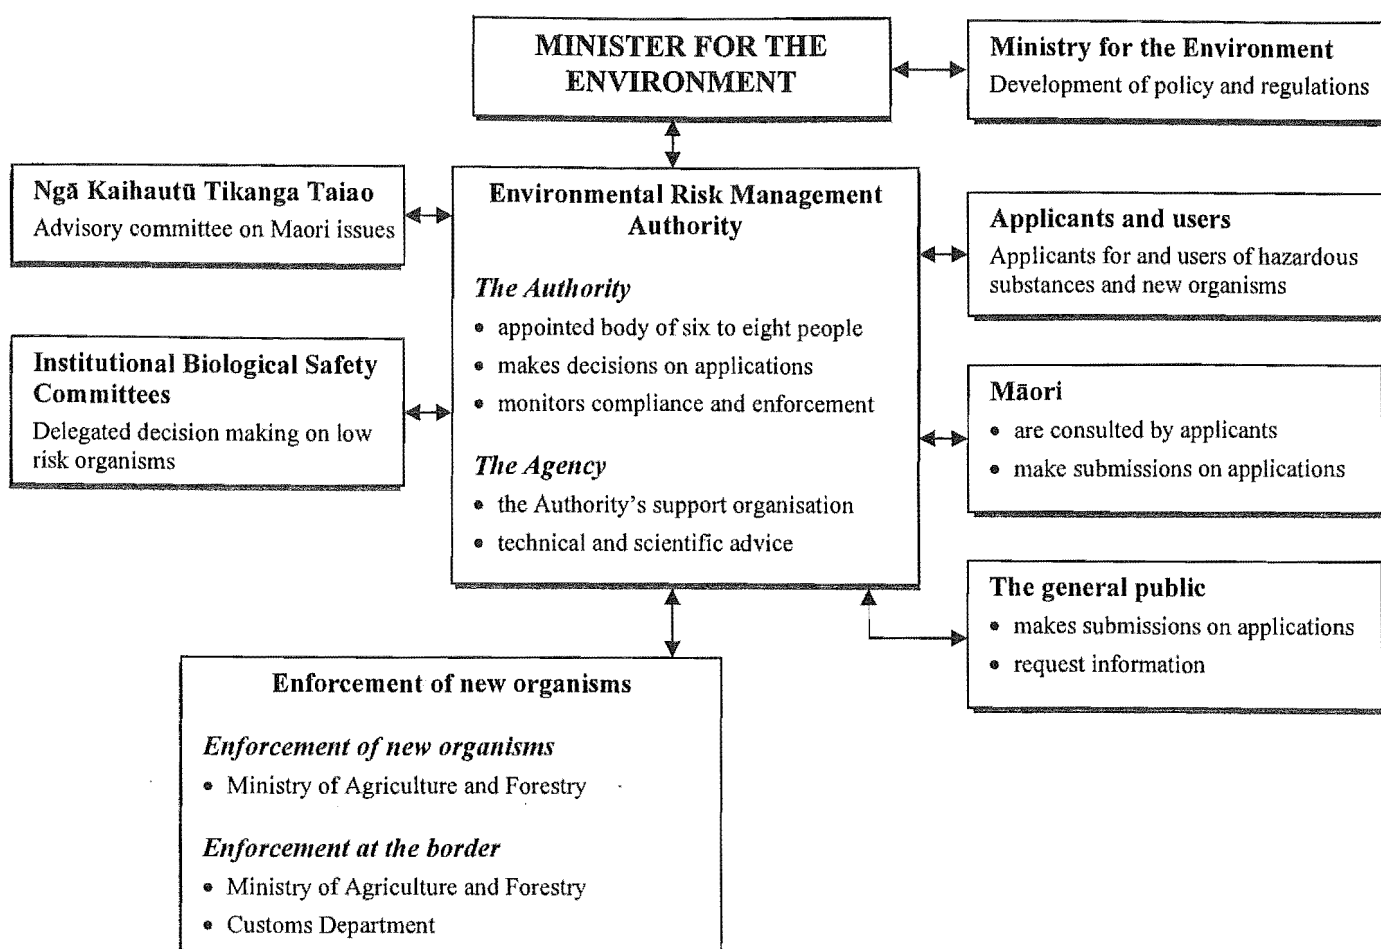 MINISTER FOR THE
ENVIRONMENT
Ministry for the Environment
Development of policy and regulations
Ngā Kaihautū Tikanga Taiao
Advisory committee on Maori issues
Environmental Risk Management
Authority
The Authority
• appointed body of six to eight people
• makes decisions on applications
• monitors compliance and enforcement
The Agency
• the Authority's support organisation
• technical and scientific advice
Applicants and users
Applicants for and users of hazardous
substances and new organisms
Institutional Biological Safety
Committees
Delegated decision making on low
risk organisms
Māori
• are consulted by applicants
• make submissions on applications
The general public
• makes submissions on applications
• request information
Enforcement of new organisms
Enforcement of new organisms
• Ministry of Agriculture and Forestry
Enforcement at the border
• Ministry of Agriculture and Forestry
• Customs Department